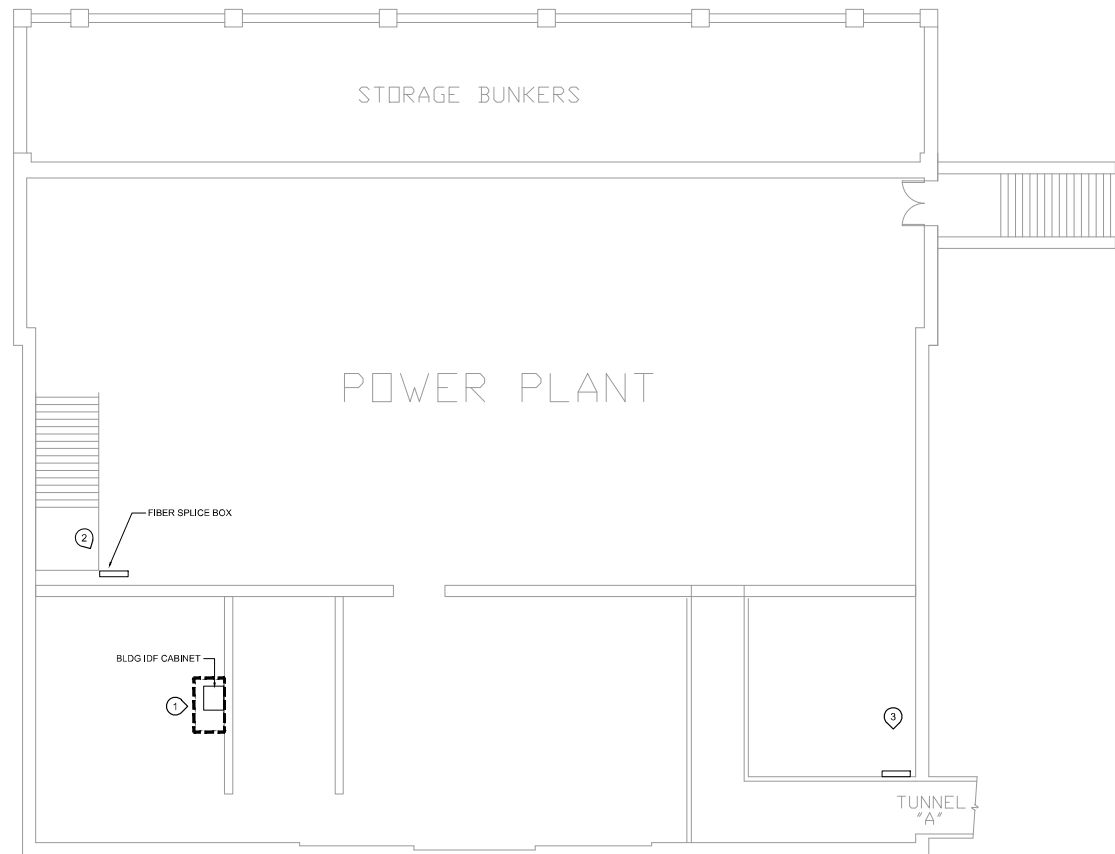 STORAGE BUNKERS
POWER PLANT
FIBER SPLICE BOX
2
BLDG IDF CABINET
1
3
TUNNEL
"A"